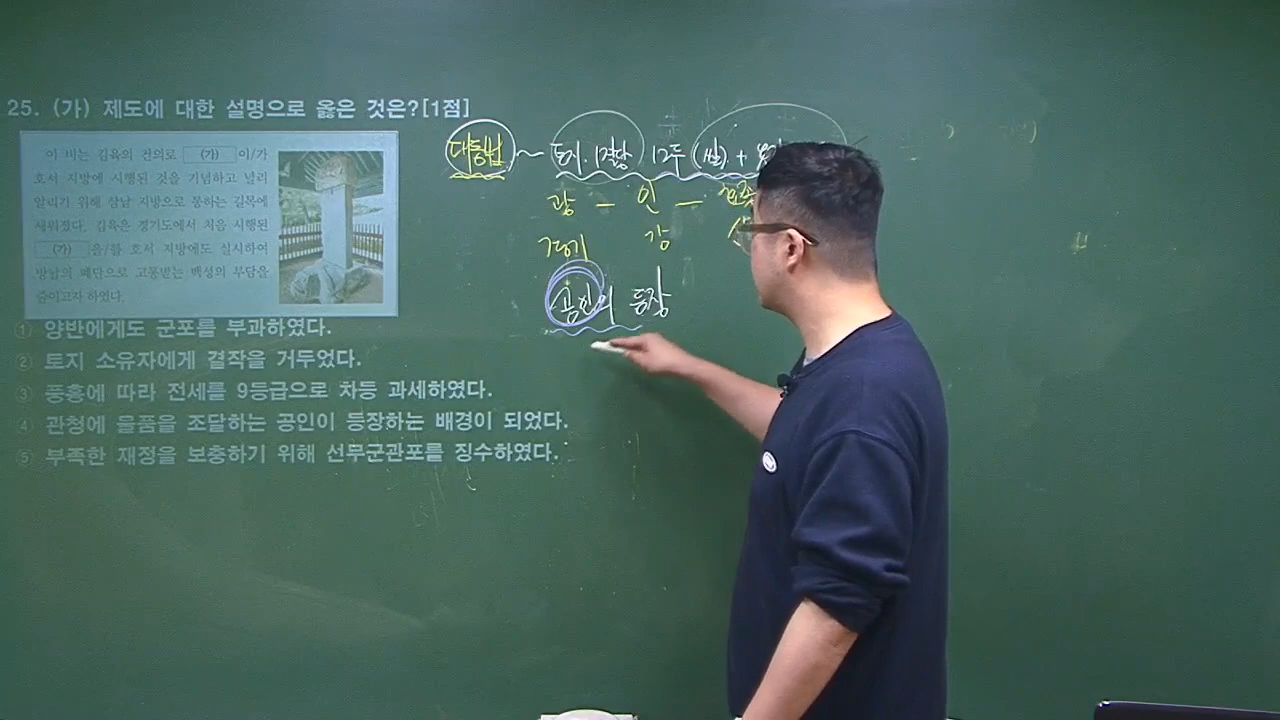 25. (가) 제도에 대한 설명으로 옳은 것은?[1점]
이 비는 김육의 건의로 (가) 이/가
호서 지방에 시행된 것을 기념하고 널리
알리기 위해 삼남 지방으로 통하는 길목에
세워졌다. 김육은 경기도에서 처음 시행된
(가) 을/를 호서 지방에도 실시하여
방납의 폐단으로 고통받는 백성의 부담을
줄이고자 하였다.
① 양반에게도 군포를 부과하였다.
② 토지 소유자에게 결작을 거두었다.
③ 풍흉에 따라 전세를 9등급으로 차등 과세하였다.
④ 관청에 물품을 조달하는 공인이 등장하는 배경이 되었다.
⑤ 부족한 재정을 보충하기 위해 선무군관포를 징수하였다.
대동법 ~ 토지 1결당 12두 (쌀) +
광 - 인 - 효
경기 강
공인의 등장